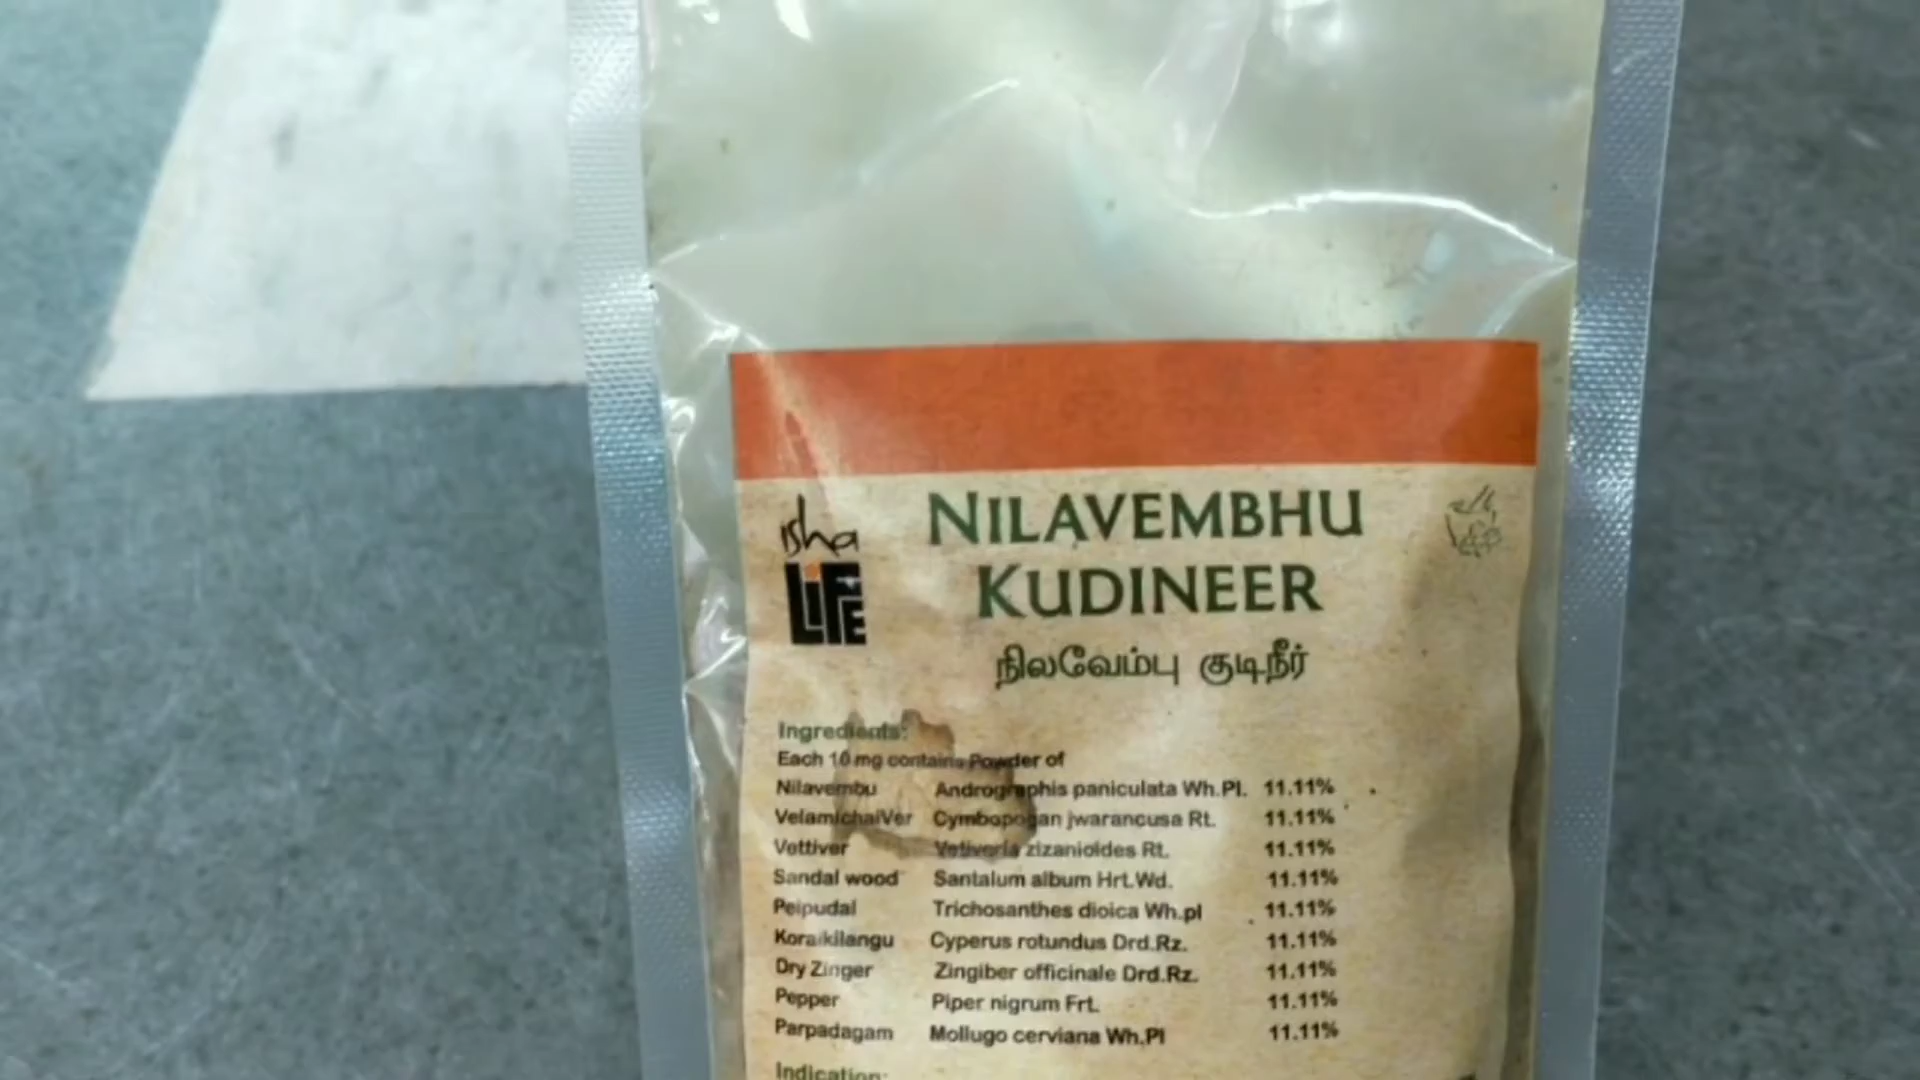 isha
LIFE
NILAVEMBHU
KUDINEER
நிலவேம்பு குடிநீர்
Ingredients:
Each 10 mg contains Powder of
Nilavembu Andrographis paniculata Wh.Pl. 11.11%
VelamichaiVer Cymbopogan jwarancusa Rt. 11.11%
Vettiver Vetiveria zizanioldes Rt. 11.11%
Sandal wood Santalum album Hrt.Wd. 11.11%
Peipudal Trichosanthes dioica Wh.pl 11.11%
Koraikilangu Cyperus rotundus Drd.Rz. 11.11%
Dry Zinger Zingiber officinale Drd.Rz. 11.11%
Pepper Piper nigrum Frt. 11.11%
Parpadagam Mollugo cerviana Wh.Pl 11.11%
Indication: